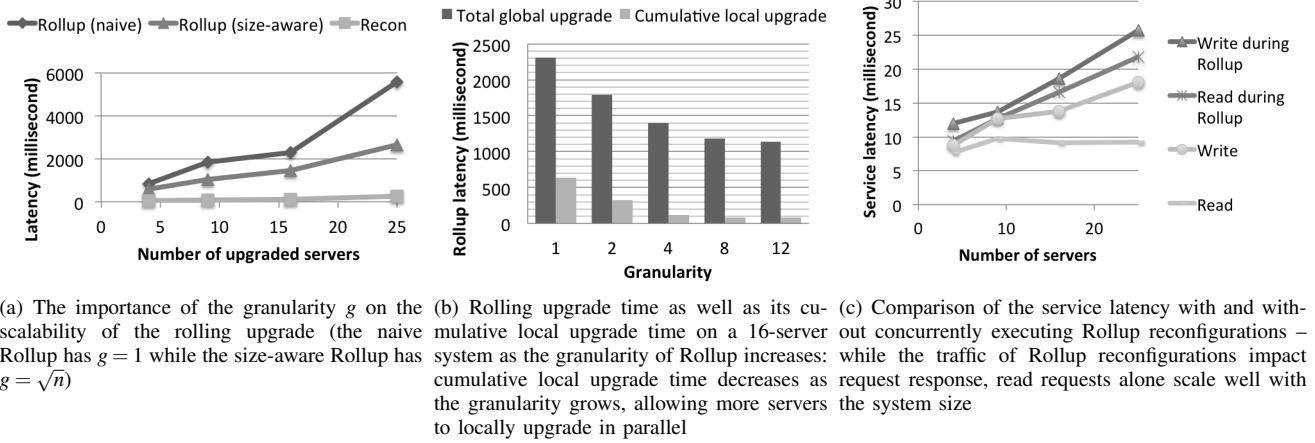 Rollup (naive) Rollup (size-aware) Recon
Latency (millisecond)
6000
4000
2000
0
0 5 10 15 20 25
Number of upgraded servers
(a) The importance of the granularity g on the
scalability of the rolling upgrade (the naive
Rollup has g = 1 while the size-aware Rollup has
g = √n)
Total global upgrade Cumulative local upgrade
Rollup latency (millisecond)
2500
2000
1500
1000
500
0
1 2 4 8 12
Granularity
(b) Rolling upgrade time as well as its cu-
mulative local upgrade time on a 16-server
system as the granularity of Rollup increases:
cumulative local upgrade time decreases as
the granularity grows, allowing more servers
to locally upgrade in parallel
Service latency (millisecond)
30
25
20
15
10
5
0
0 10 20
Number of servers
Write during
Rollup
Read during
Rollup
Write
Read
(c) Comparison of the service latency with and with-
out concurrently executing Rollup reconfigurations –
while the traffic of Rollup reconfigurations impact
request response, read requests alone scale well with
the system size